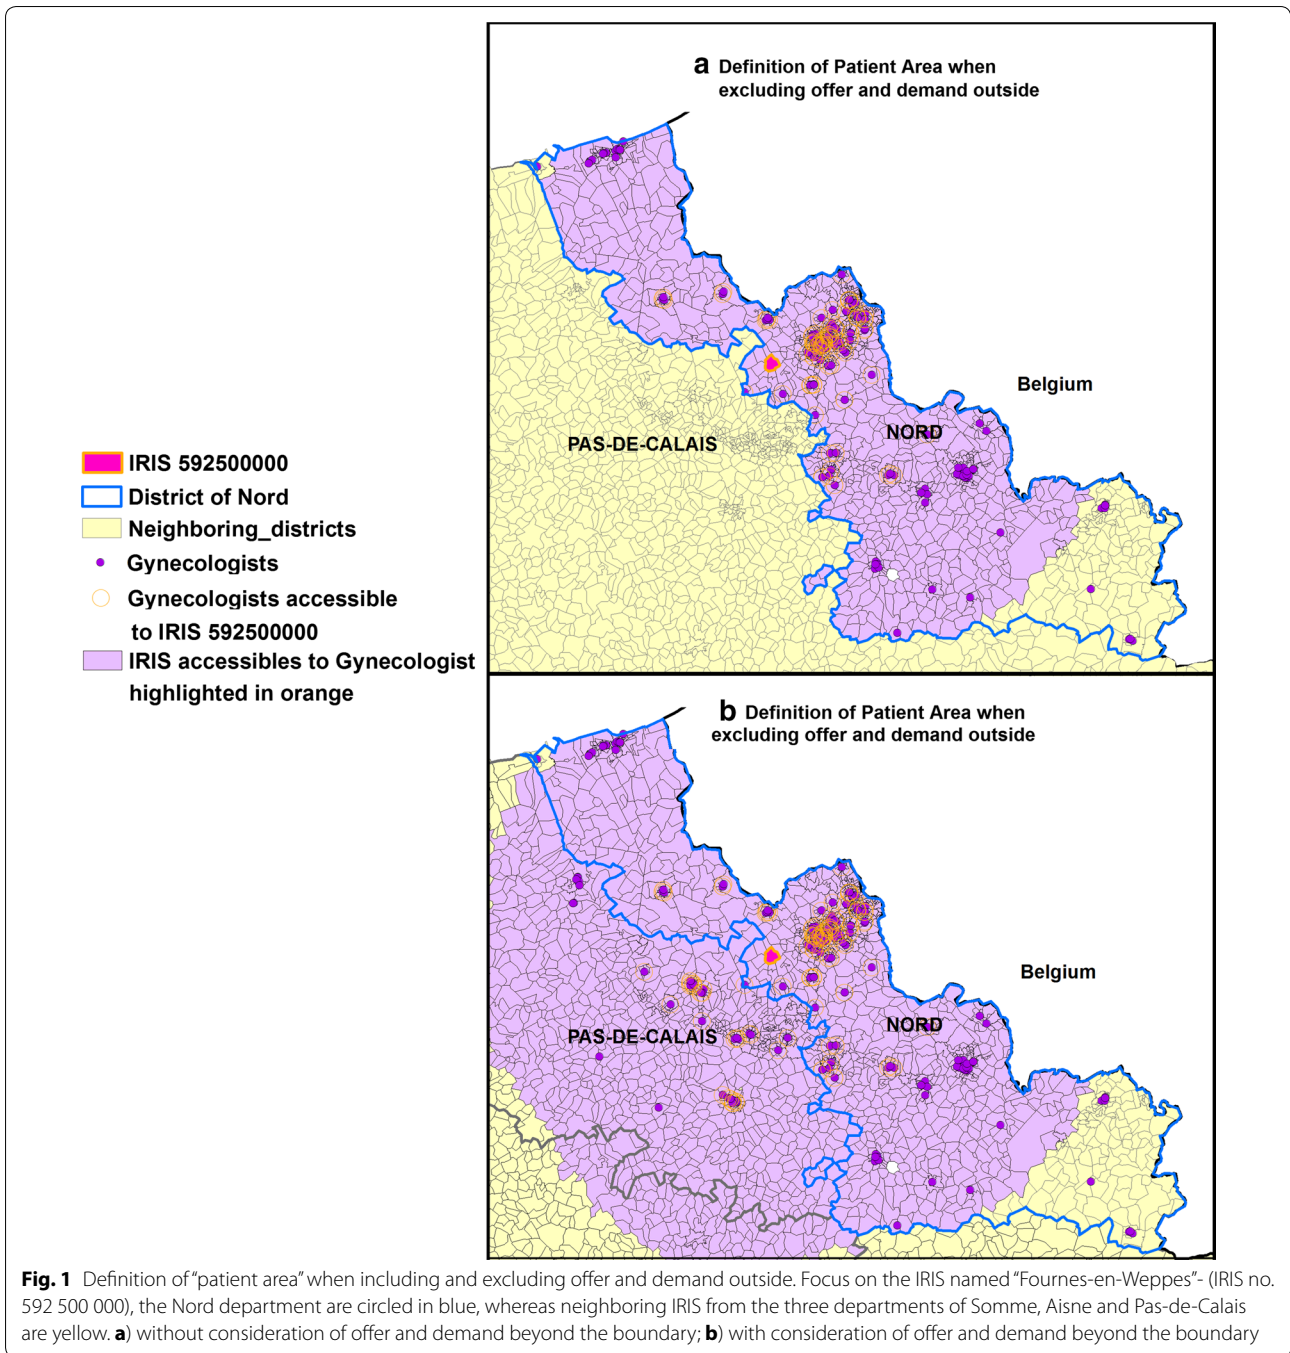 a Definition of Patient Area when
excluding offer and demand outside
Belgium
PAS-DE-CALAIS
NORD
IRIS 592500000
District of Nord
Neighboring_districts
Gynecologists
Gynecologists accessible
to IRIS 592500000
IRIS accessibles to Gynecologist
highlighted in orange
b Definition of Patient Area when
excluding offer and demand outside
Belgium
PAS-DE-CALAIS
NORD
Fig. 1 Definition of “patient area” when including and excluding offer and demand outside. Focus on the IRIS named “Fournes-en-Weppes”- (IRIS no.
592 500 000), the Nord department are circled in blue, whereas neighboring IRIS from the three departments of Somme, Aisne and Pas-de-Calais
are yellow. a) without consideration of offer and demand beyond the boundary; b) with consideration of offer and demand beyond the boundary